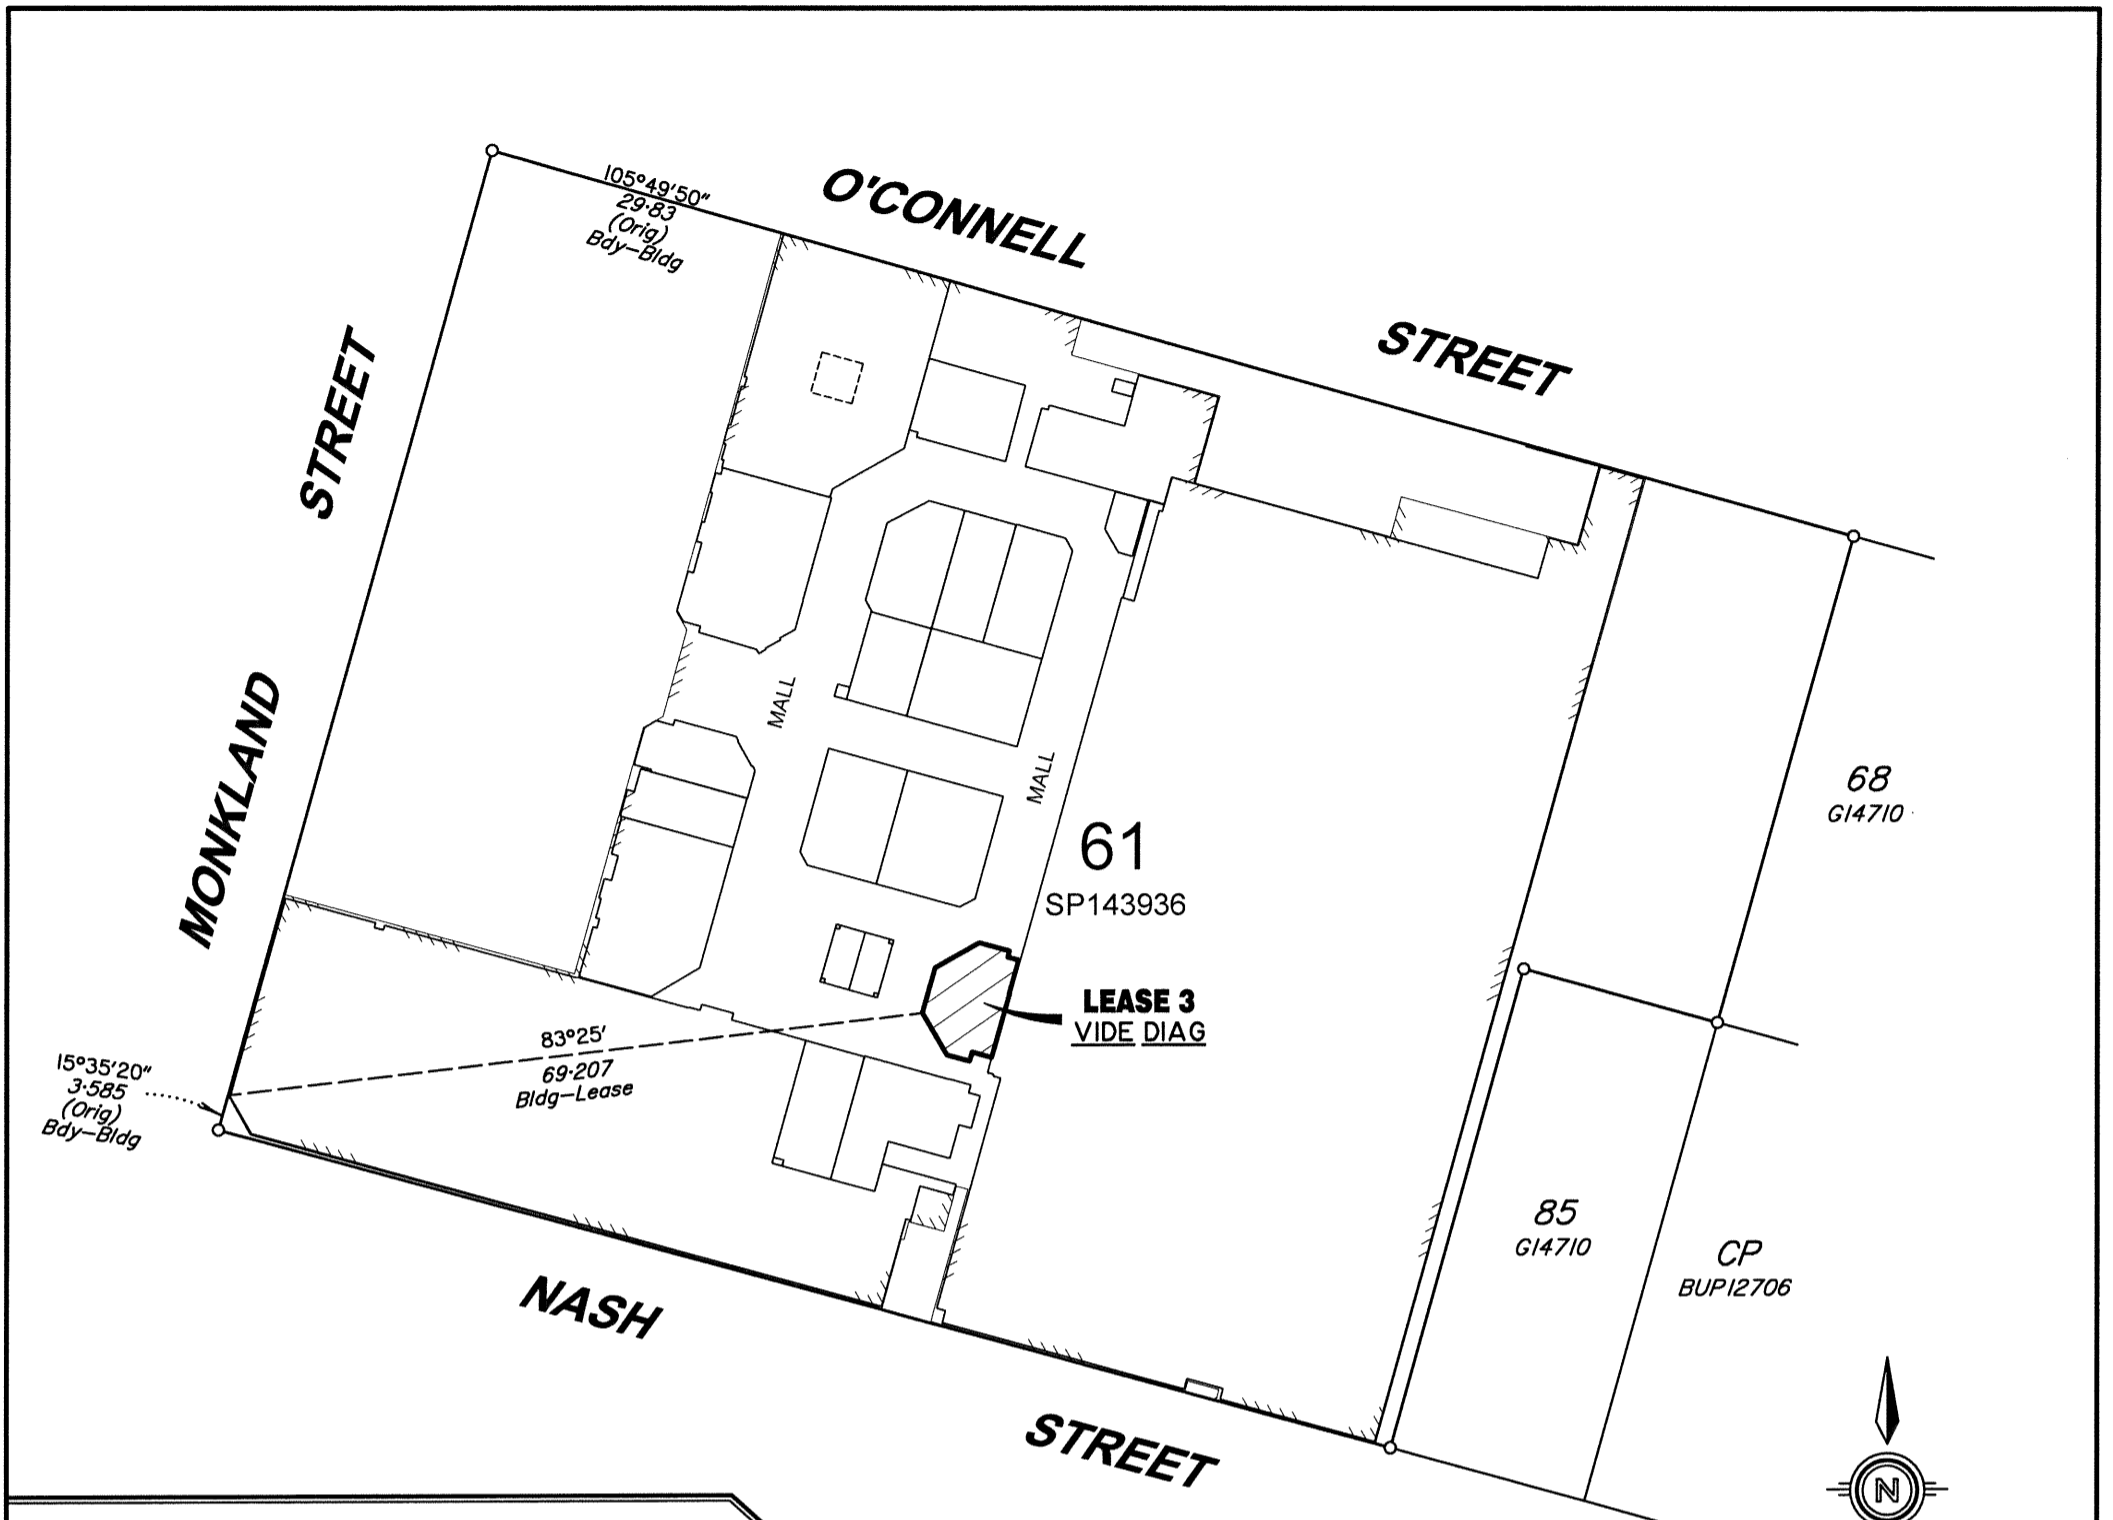 105°49'50"
29·83
(Orig)
Bdy–Bldg
O'CONNELL
STREET
STREET
MONKLAND
MALL
MALL
61
SP143936
68
G14710
LEASE 3
VIDE DIAG
83°25'
69·207
Bldg–Lease
15°35'20"
3·585
(Orig)
Bdy–Bldg
85
G14710
CP
BUP12706
NASH
STREET
N